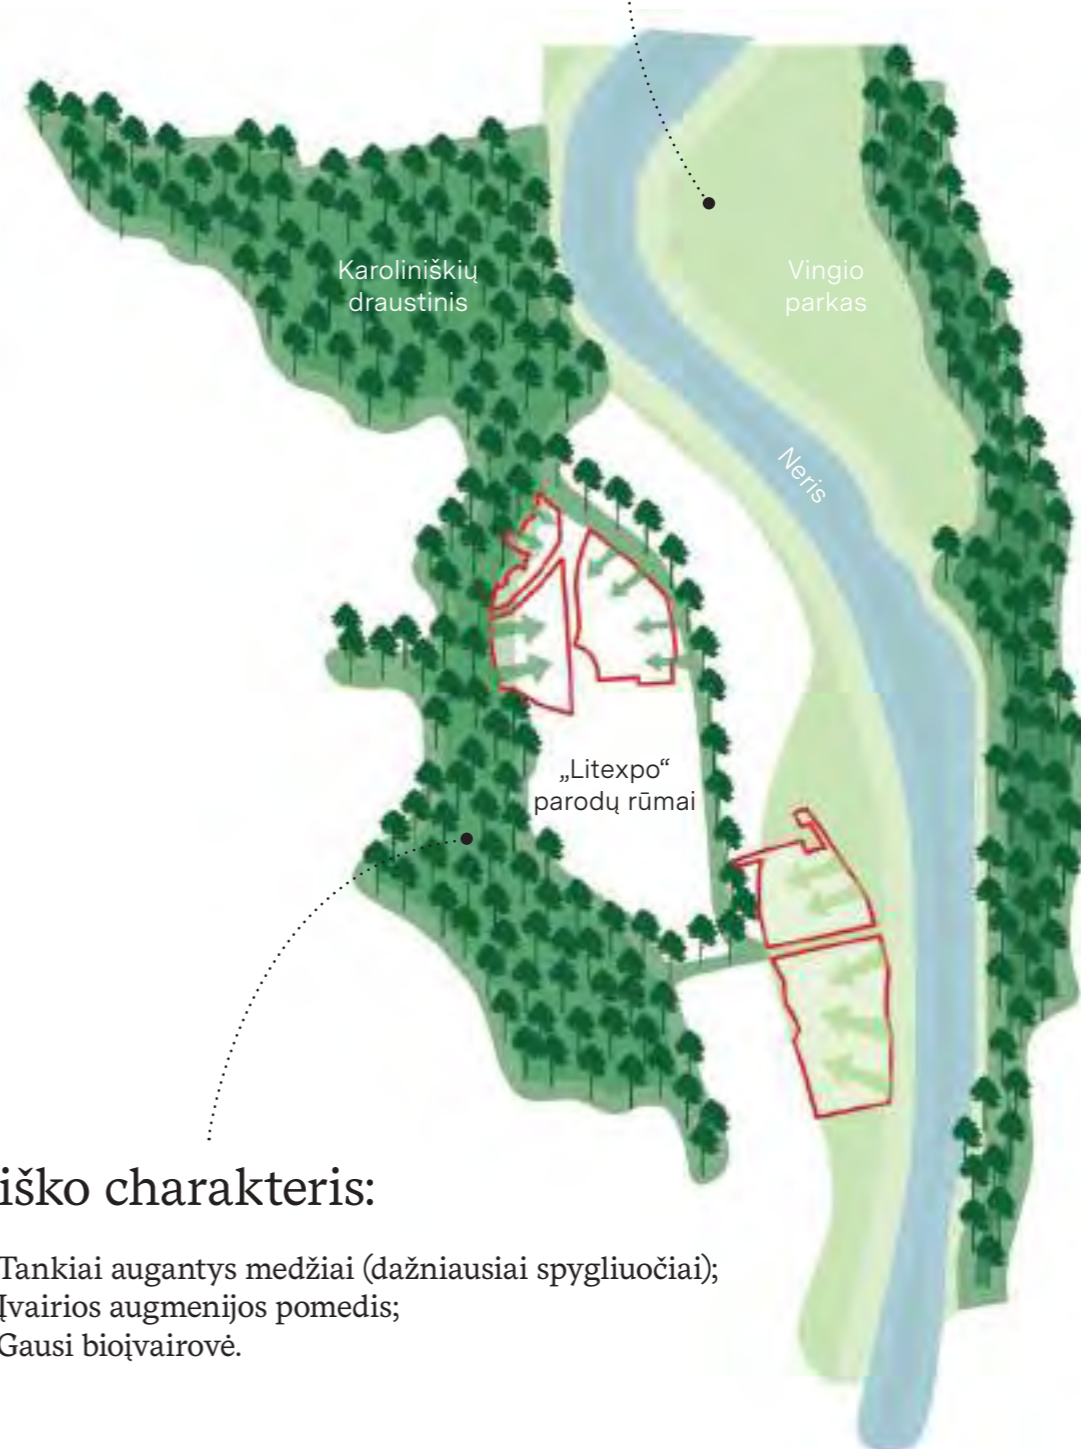 Karoliniškių
draustinis
Vingio
parkas
Neris
„Litexpo“
parodų rūmai
iško charakteris:
Tankiai augantys medžiai (dažniausiai spygliuočiai);
Įvairios augmenijos pomedis;
Gausi bioįvairovė.